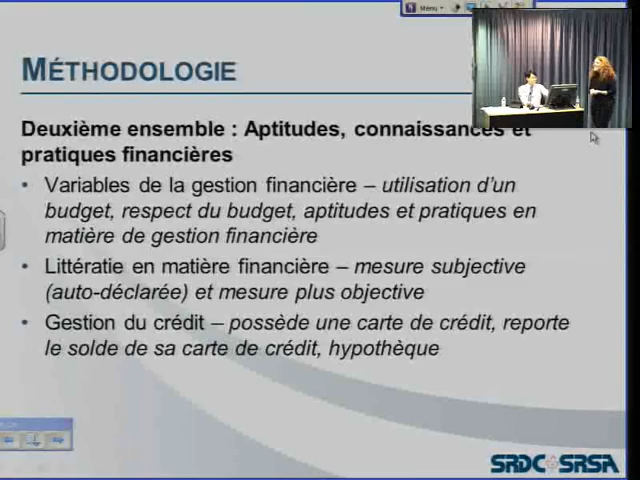 Menu
MÉTHODOLOGIE
Deuxième ensemble : Aptitudes, connaissances et
pratiques financières
• Variables de la gestion financière – utilisation d'un
budget, respect du budget, aptitudes et pratiques en
matière de gestion financière
• Littératie en matière financière – mesure subjective
(auto-déclarée) et mesure plus objective
• Gestion du crédit – possède une carte de crédit, reporte
le solde de sa carte de crédit, hypothèque
SRDC SRSA